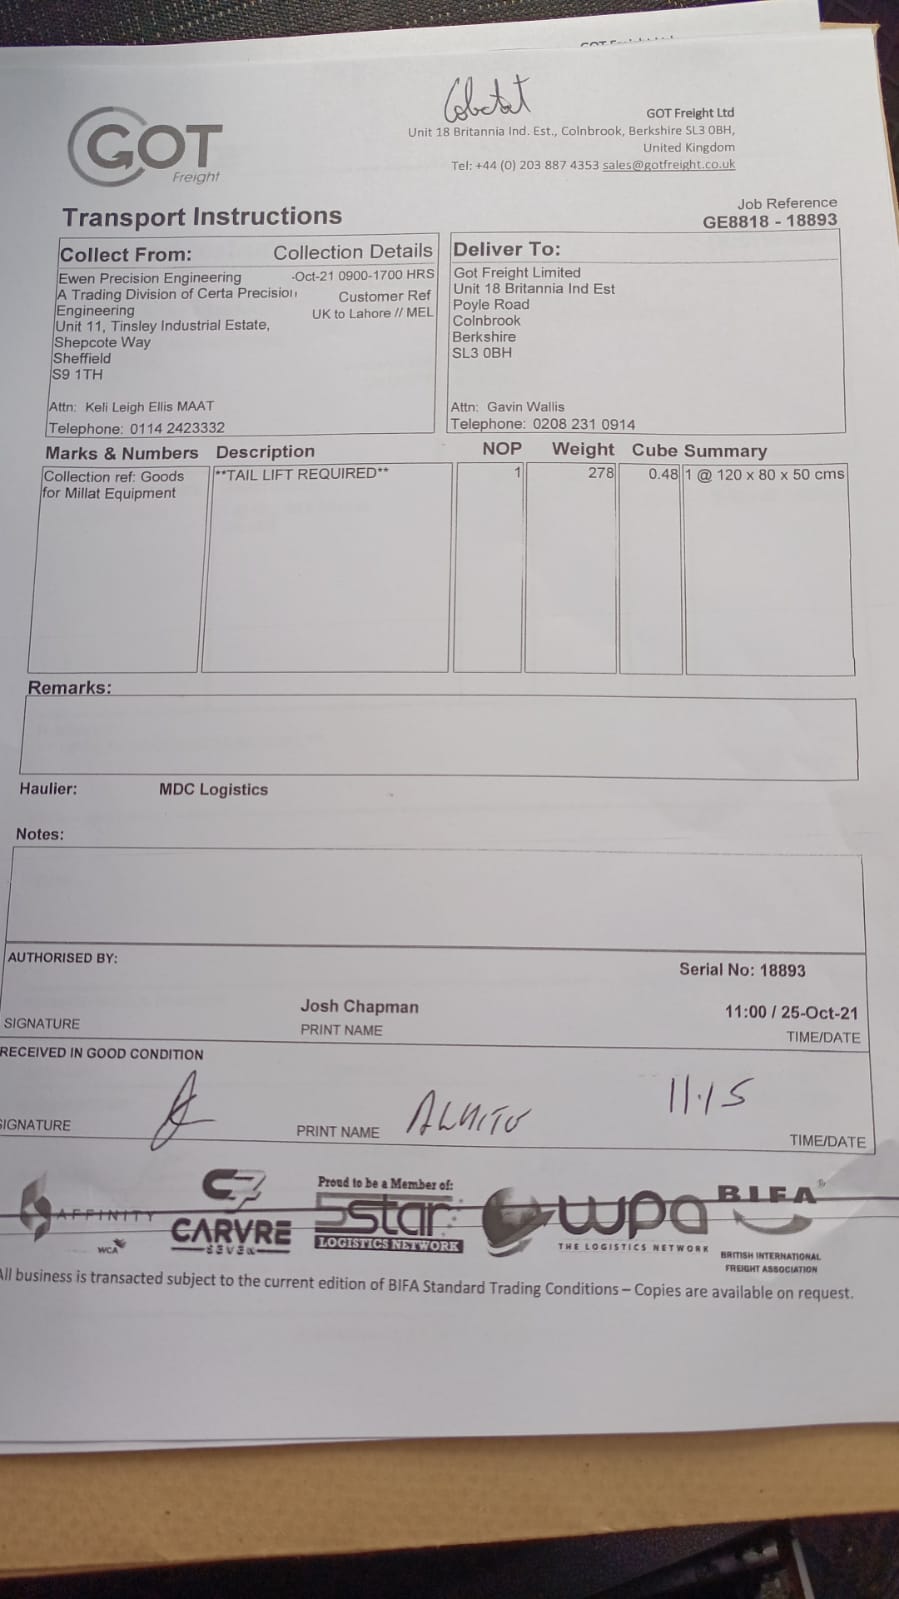 GOT Freight Ltd
Unit 18 Britannia Ind. Est., Colnbrook, Berkshire SL3 0BH,
United Kingdom
Tel: +44 (0) 203 887 4353 sales@gotfreight.co.uk
GOT
Freight
Transport Instructions
Job Reference
GE8818 - 18893
Collect From:
Collection Details
Ewen Precision Engineering
-Oct-21 0900-1700 HRS
A Trading Division of Certa Precision
Customer Ref
Engineering
UK to Lahore // MEL
Unit 11, Tinsley Industrial Estate,
Shepcote Way
Sheffield
S9 1TH
Attn: Keli Leigh Ellis MAAT
Telephone: 0114 2423332
Deliver To:
Got Freight Limited
Unit 18 Britannia Ind Est
Poyle Road
Colnbrook
Berkshire
SL3 0BH
Attn: Gavin Wallis
Telephone: 0208 231 0914
Marks & Numbers Description NOP Weight Cube Summary
Collection ref: Goods **TAIL LIFT REQUIRED** 1 278 0.48 1 @ 120 x 80 x 50 cms
for Millat Equipment
Remarks:
Haulier: MDC Logistics
Notes:
AUTHORISED BY:
Serial No: 18893
Josh Chapman
11:00 / 25-Oct-21
SIGNATURE
PRINT NAME
TIME/DATE
RECEIVED IN GOOD CONDITION
11.15
SIGNATURE
PRINT NAME
TIME/DATE
AFFINITY
WCA
CARVRE
SEVEN
Proud to be a Member of:
5star
LOGISTICS NETWORK
wpa
THE LOGISTICS NETWORK
BIFA
BRITISH INTERNATIONAL
FREIGHT ASSOCIATION
All business is transacted subject to the current edition of BIFA Standard Trading Conditions – Copies are available on request.